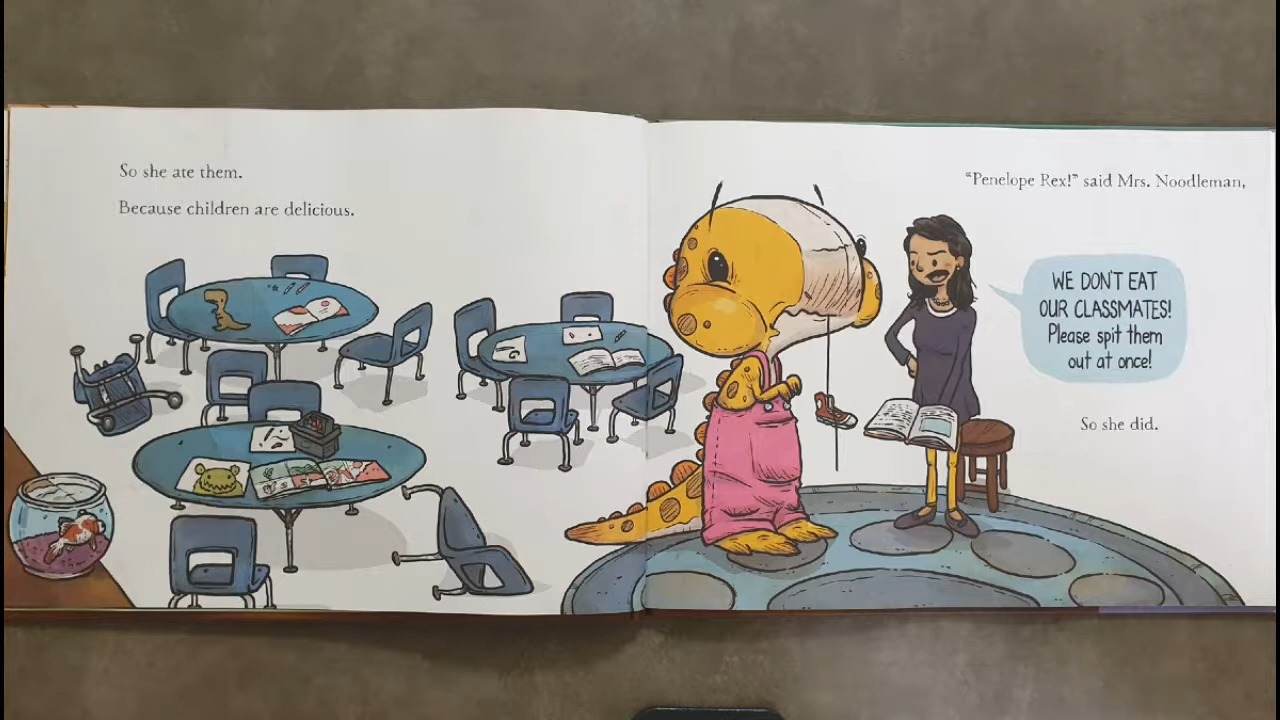 So she ate them.
Because children are delicious.
“Penelope Rex!” said Mrs. Noodleman,
WE DON'T EAT
OUR CLASSMATES!
Please spit them
out at once!
So she did.